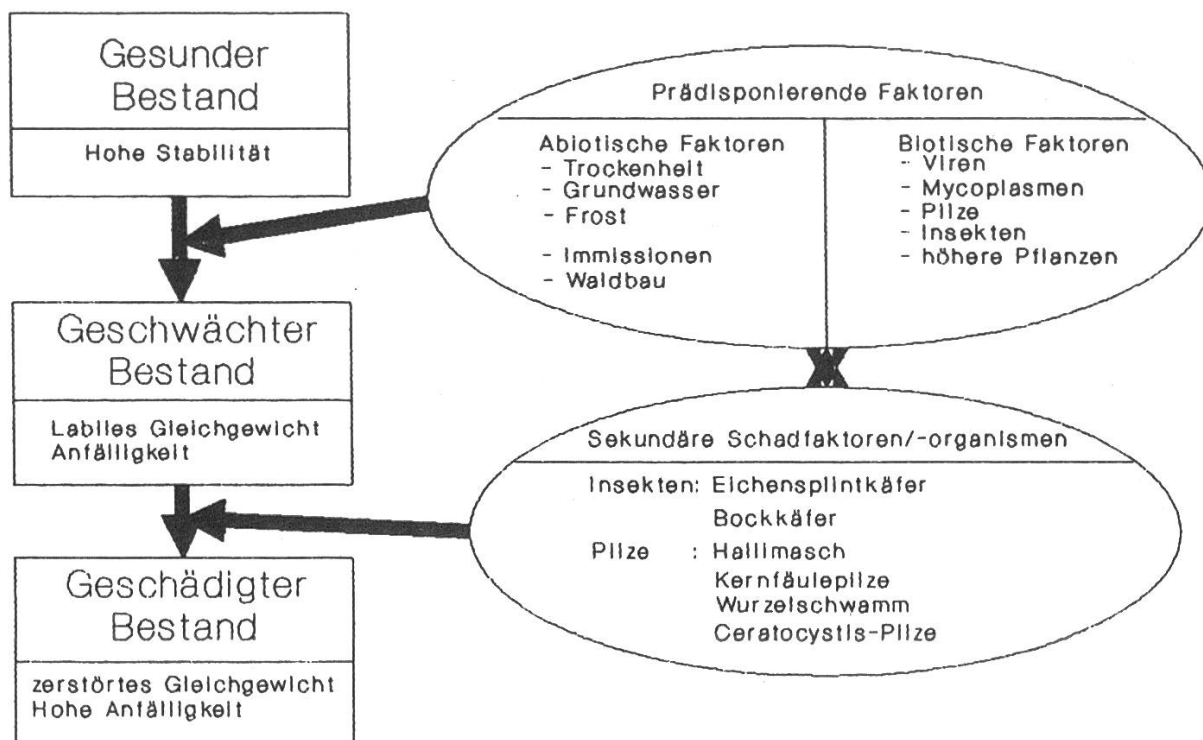 Gesunder
Bestand
Hohe Stabilität
Prädisponierende Faktoren
Abiotische Faktoren
- Trockenheit
- Grundwasser
- Frost
- Immissionen
- Waldbau
Biotische Faktoren
- Viren
- Mycoplasmen
- Pilze
- Insekten
- höhere Pflanzen
Geschwächter
Bestand
Labiles Gleichgewicht
Anfälligkeit
Sekundäre Schadfaktoren/-organismen
Insekten: Eichensplintkäfer
Bockkäfer
Pilze : Hallimasch
Kernfäulepilze
Wurzelschwamm
Ceratocystis-Pilze
Geschädigter
Bestand
zerstörtes Gleichgewicht
Hohe Anfälligkeit